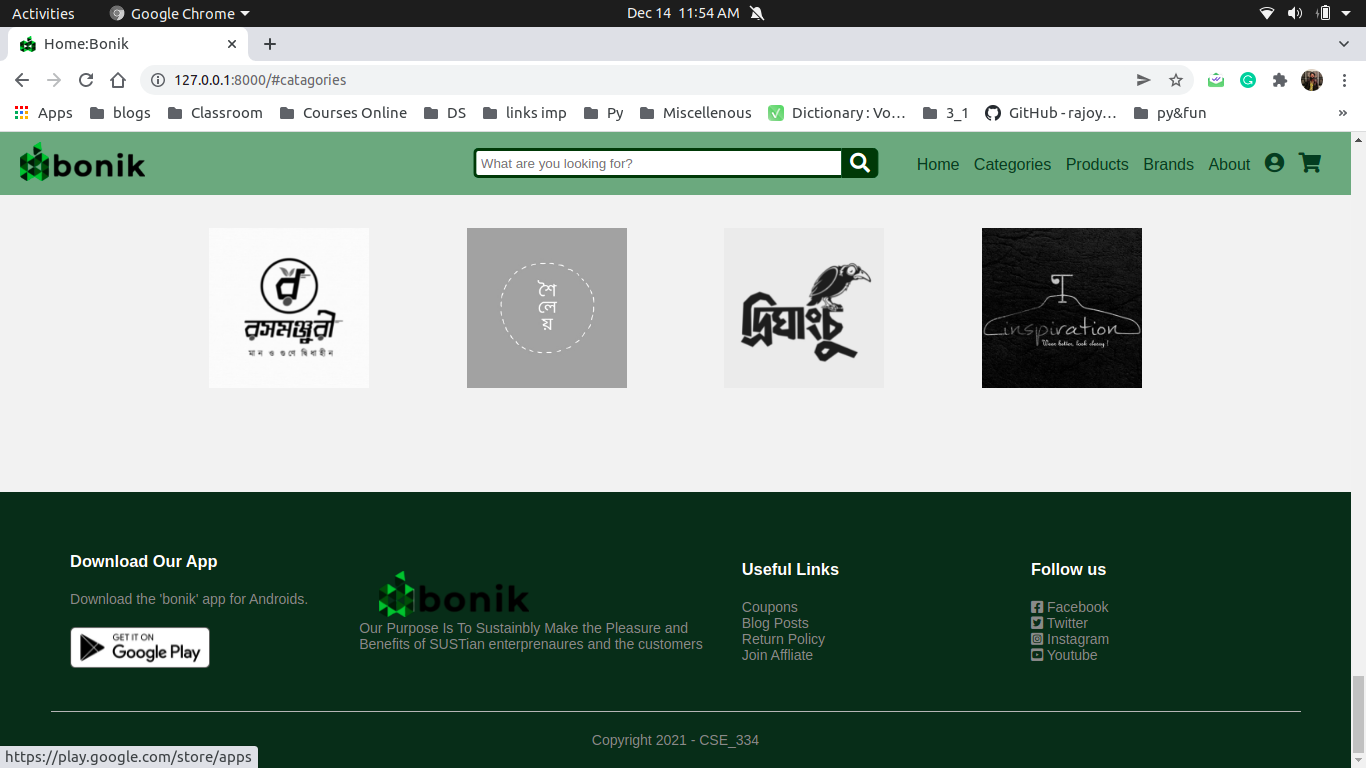 Activities
Google Chrome
Dec 14 11:54 AM
Home:Bonik
127.0.0.1:8000/#catagories
Apps
blogs
Classroom
Courses Online
DS
links imp
Py
Miscellenous
Dictionary : Vo…
3_1
GitHub - rajoy…
py&fun
»
bonik
What are you looking for?
Home
Categories
Products
Brands
About
রসমঞ্জুরী
মান ও গুণে দ্বিধাহীন
শৈ
লে
য়
দ্রিঘাংচু
inspiration
Wear better, look classy !
Download Our App
Download the 'bonik' app for Androids.
GET IT ON
Google Play
bonik
Our Purpose Is To Sustainbly Make the Pleasure and
Benefits of SUSTian enterprenaures and the customers
Useful Links
Coupons
Blog Posts
Return Policy
Join Affliate
Follow us
Facebook
Twitter
Instagram
Youtube
Copyright 2021 - CSE_334
https://play.google.com/store/apps